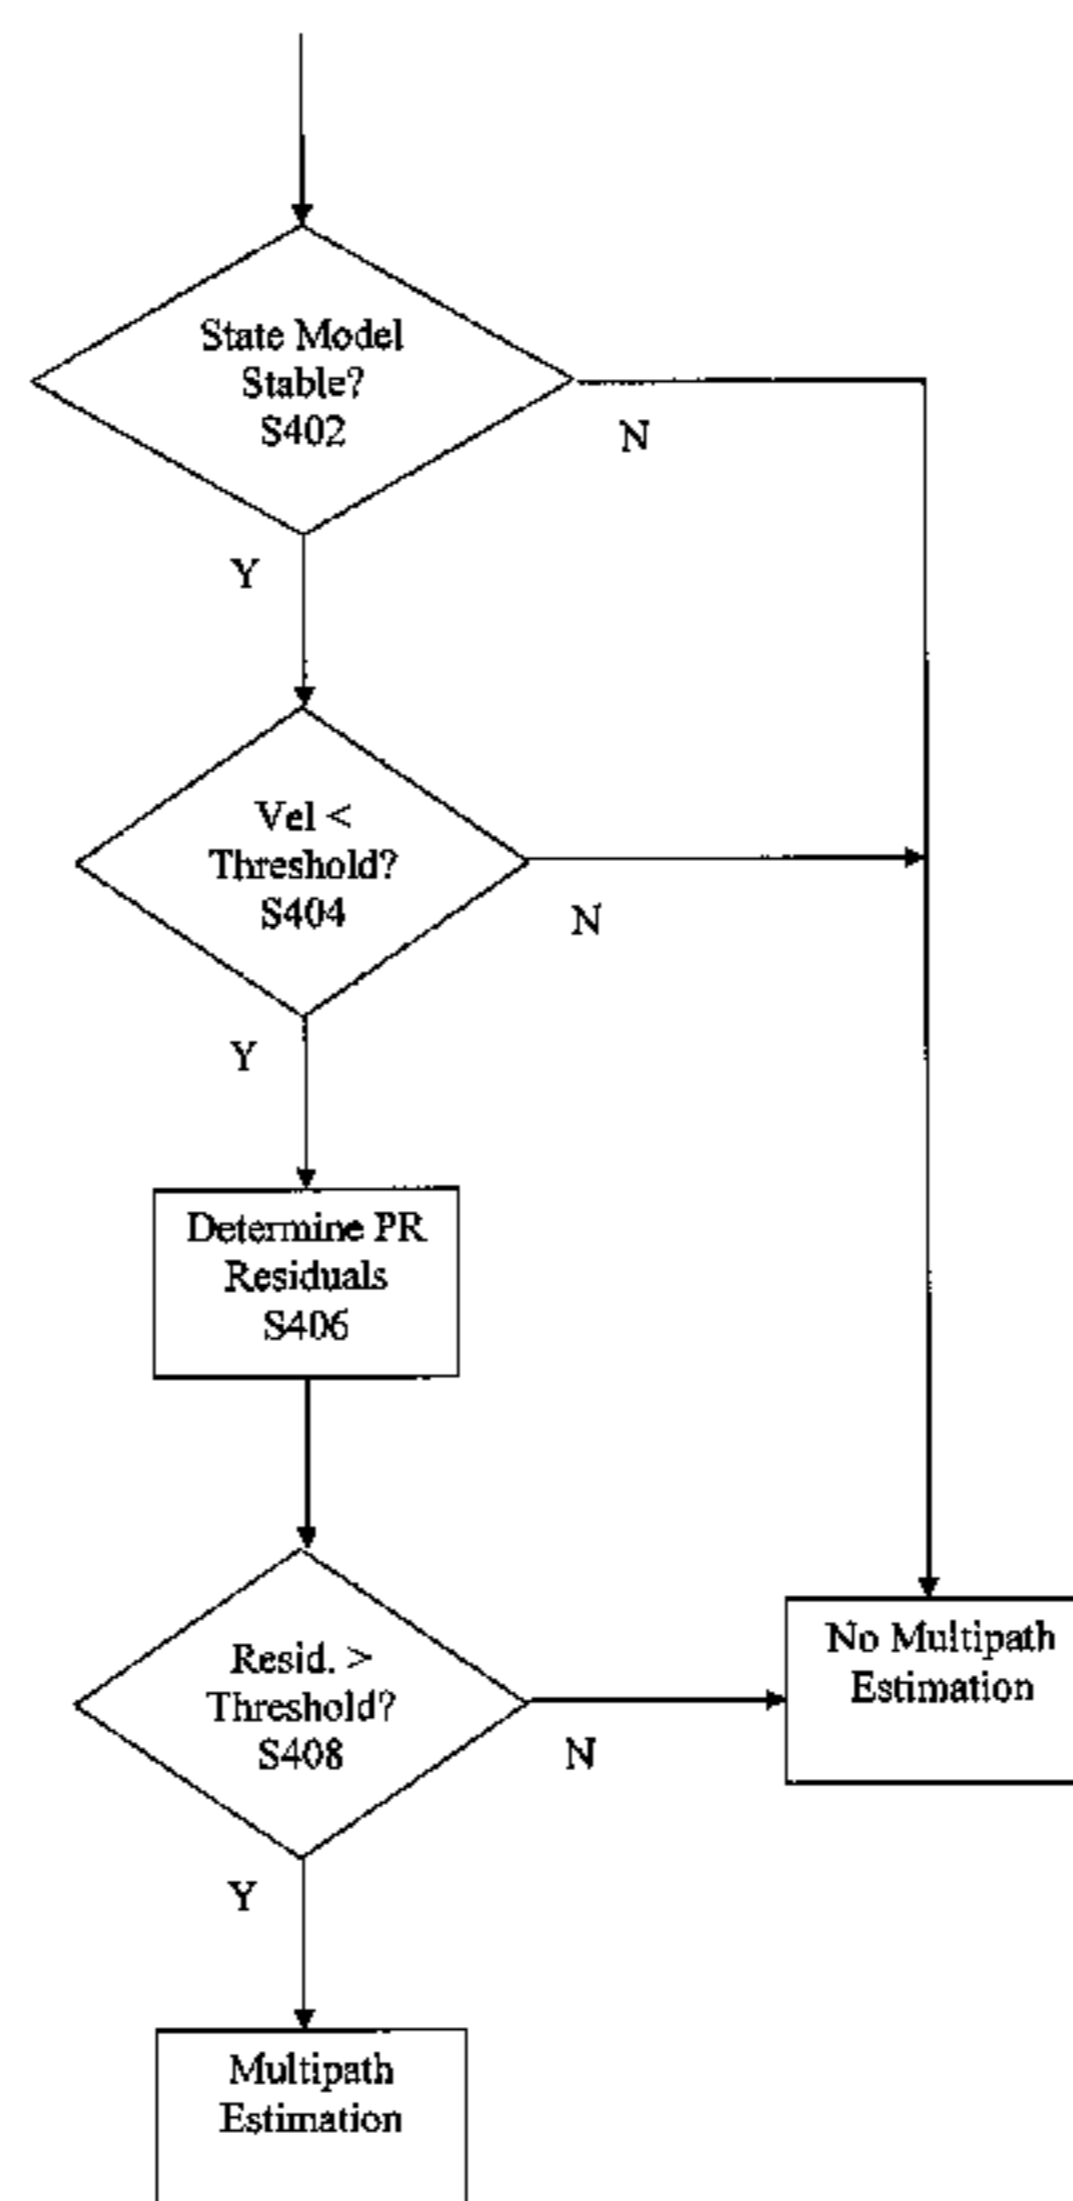 State Model
Stable?
S402
N
Y
Vel <
Threshold?
S404
N
Y
Determine PR
Residuals
S406
Resid. >
Threshold?
S408
N
No Multipath
Estimation
Y
Multipath
Estimation